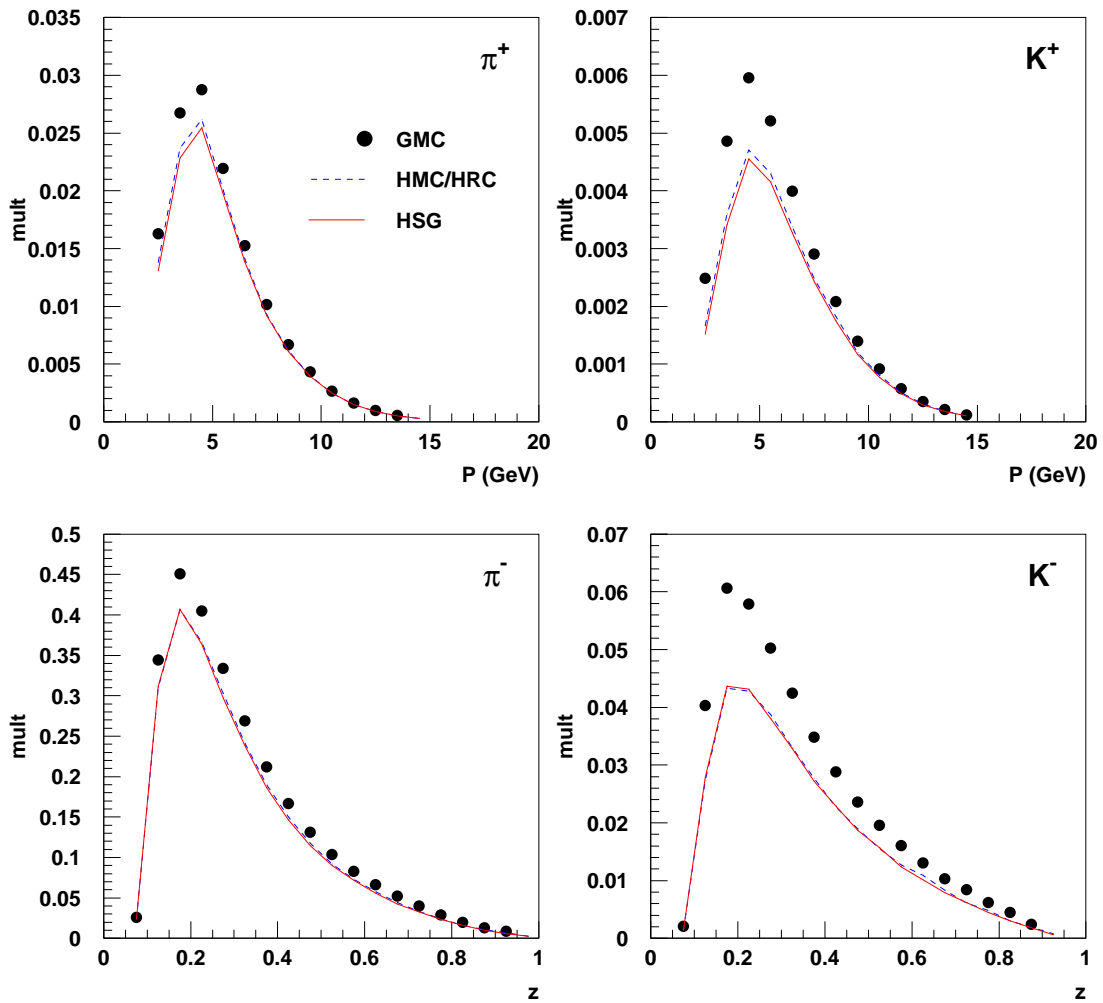 0.035
0.03
0.025
0.02
0.015
0.01
0.005
0
0 5 10 15 20
mult
P (GeV)
π+
GMC
HMC/HRC
HSG
0.007
0.006
0.005
0.004
0.003
0.002
0.001
0
0 5 10 15 20
mult
P (GeV)
K+
0.5
0.45
0.4
0.35
0.3
0.25
0.2
0.15
0.1
0.05
0
0 0.2 0.4 0.6 0.8 1
mult
z
π-
0.07
0.06
0.05
0.04
0.03
0.02
0.01
0
0 0.2 0.4 0.6 0.8 1
mult
z
K-